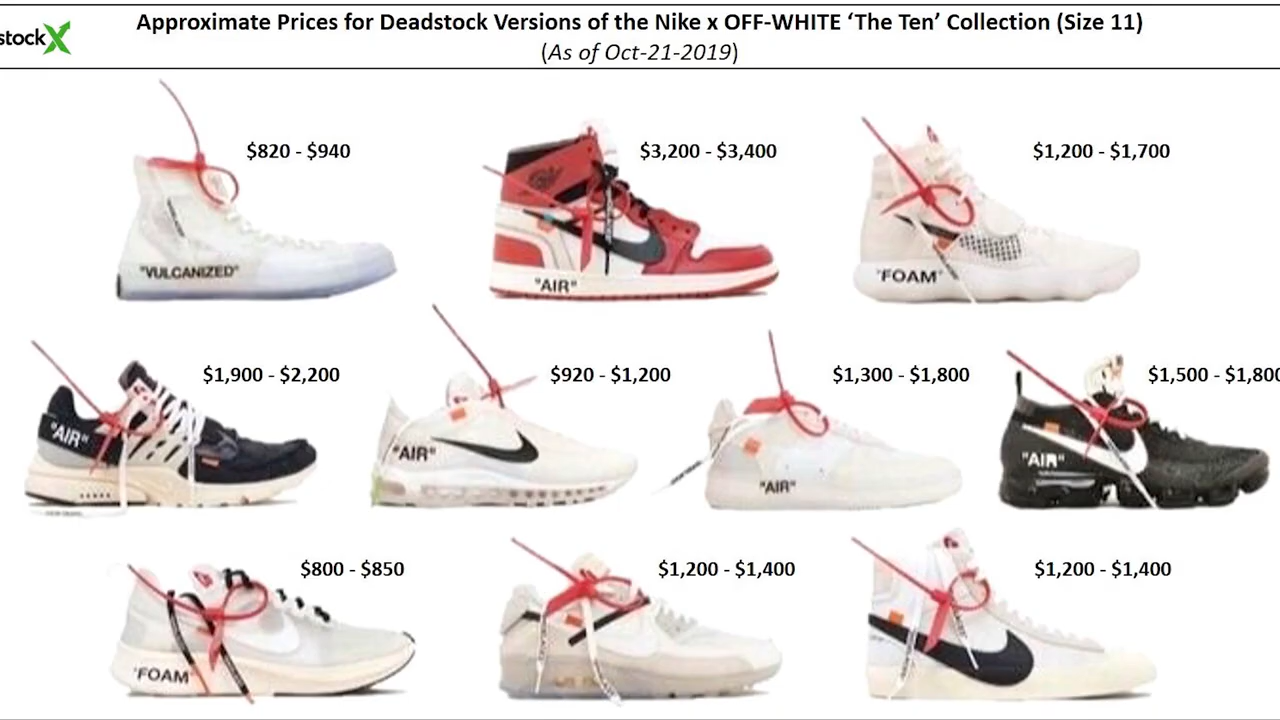 stockX
Approximate Prices for Deadstock Versions of the Nike x OFF-WHITE ‘The Ten’ Collection (Size 11)
(As of Oct-21-2019)
$820 - $940
$3,200 - $3,400
$1,200 - $1,700
"VULCANIZED"
"AIR"
"FOAM"
$1,900 - $2,200
$920 - $1,200
$1,300 - $1,800
$1,500 - $1,800
"AIR"
"AIR"
"AIR"
"AIR"
$800 - $850
$1,200 - $1,400
$1,200 - $1,400
"FOAM"